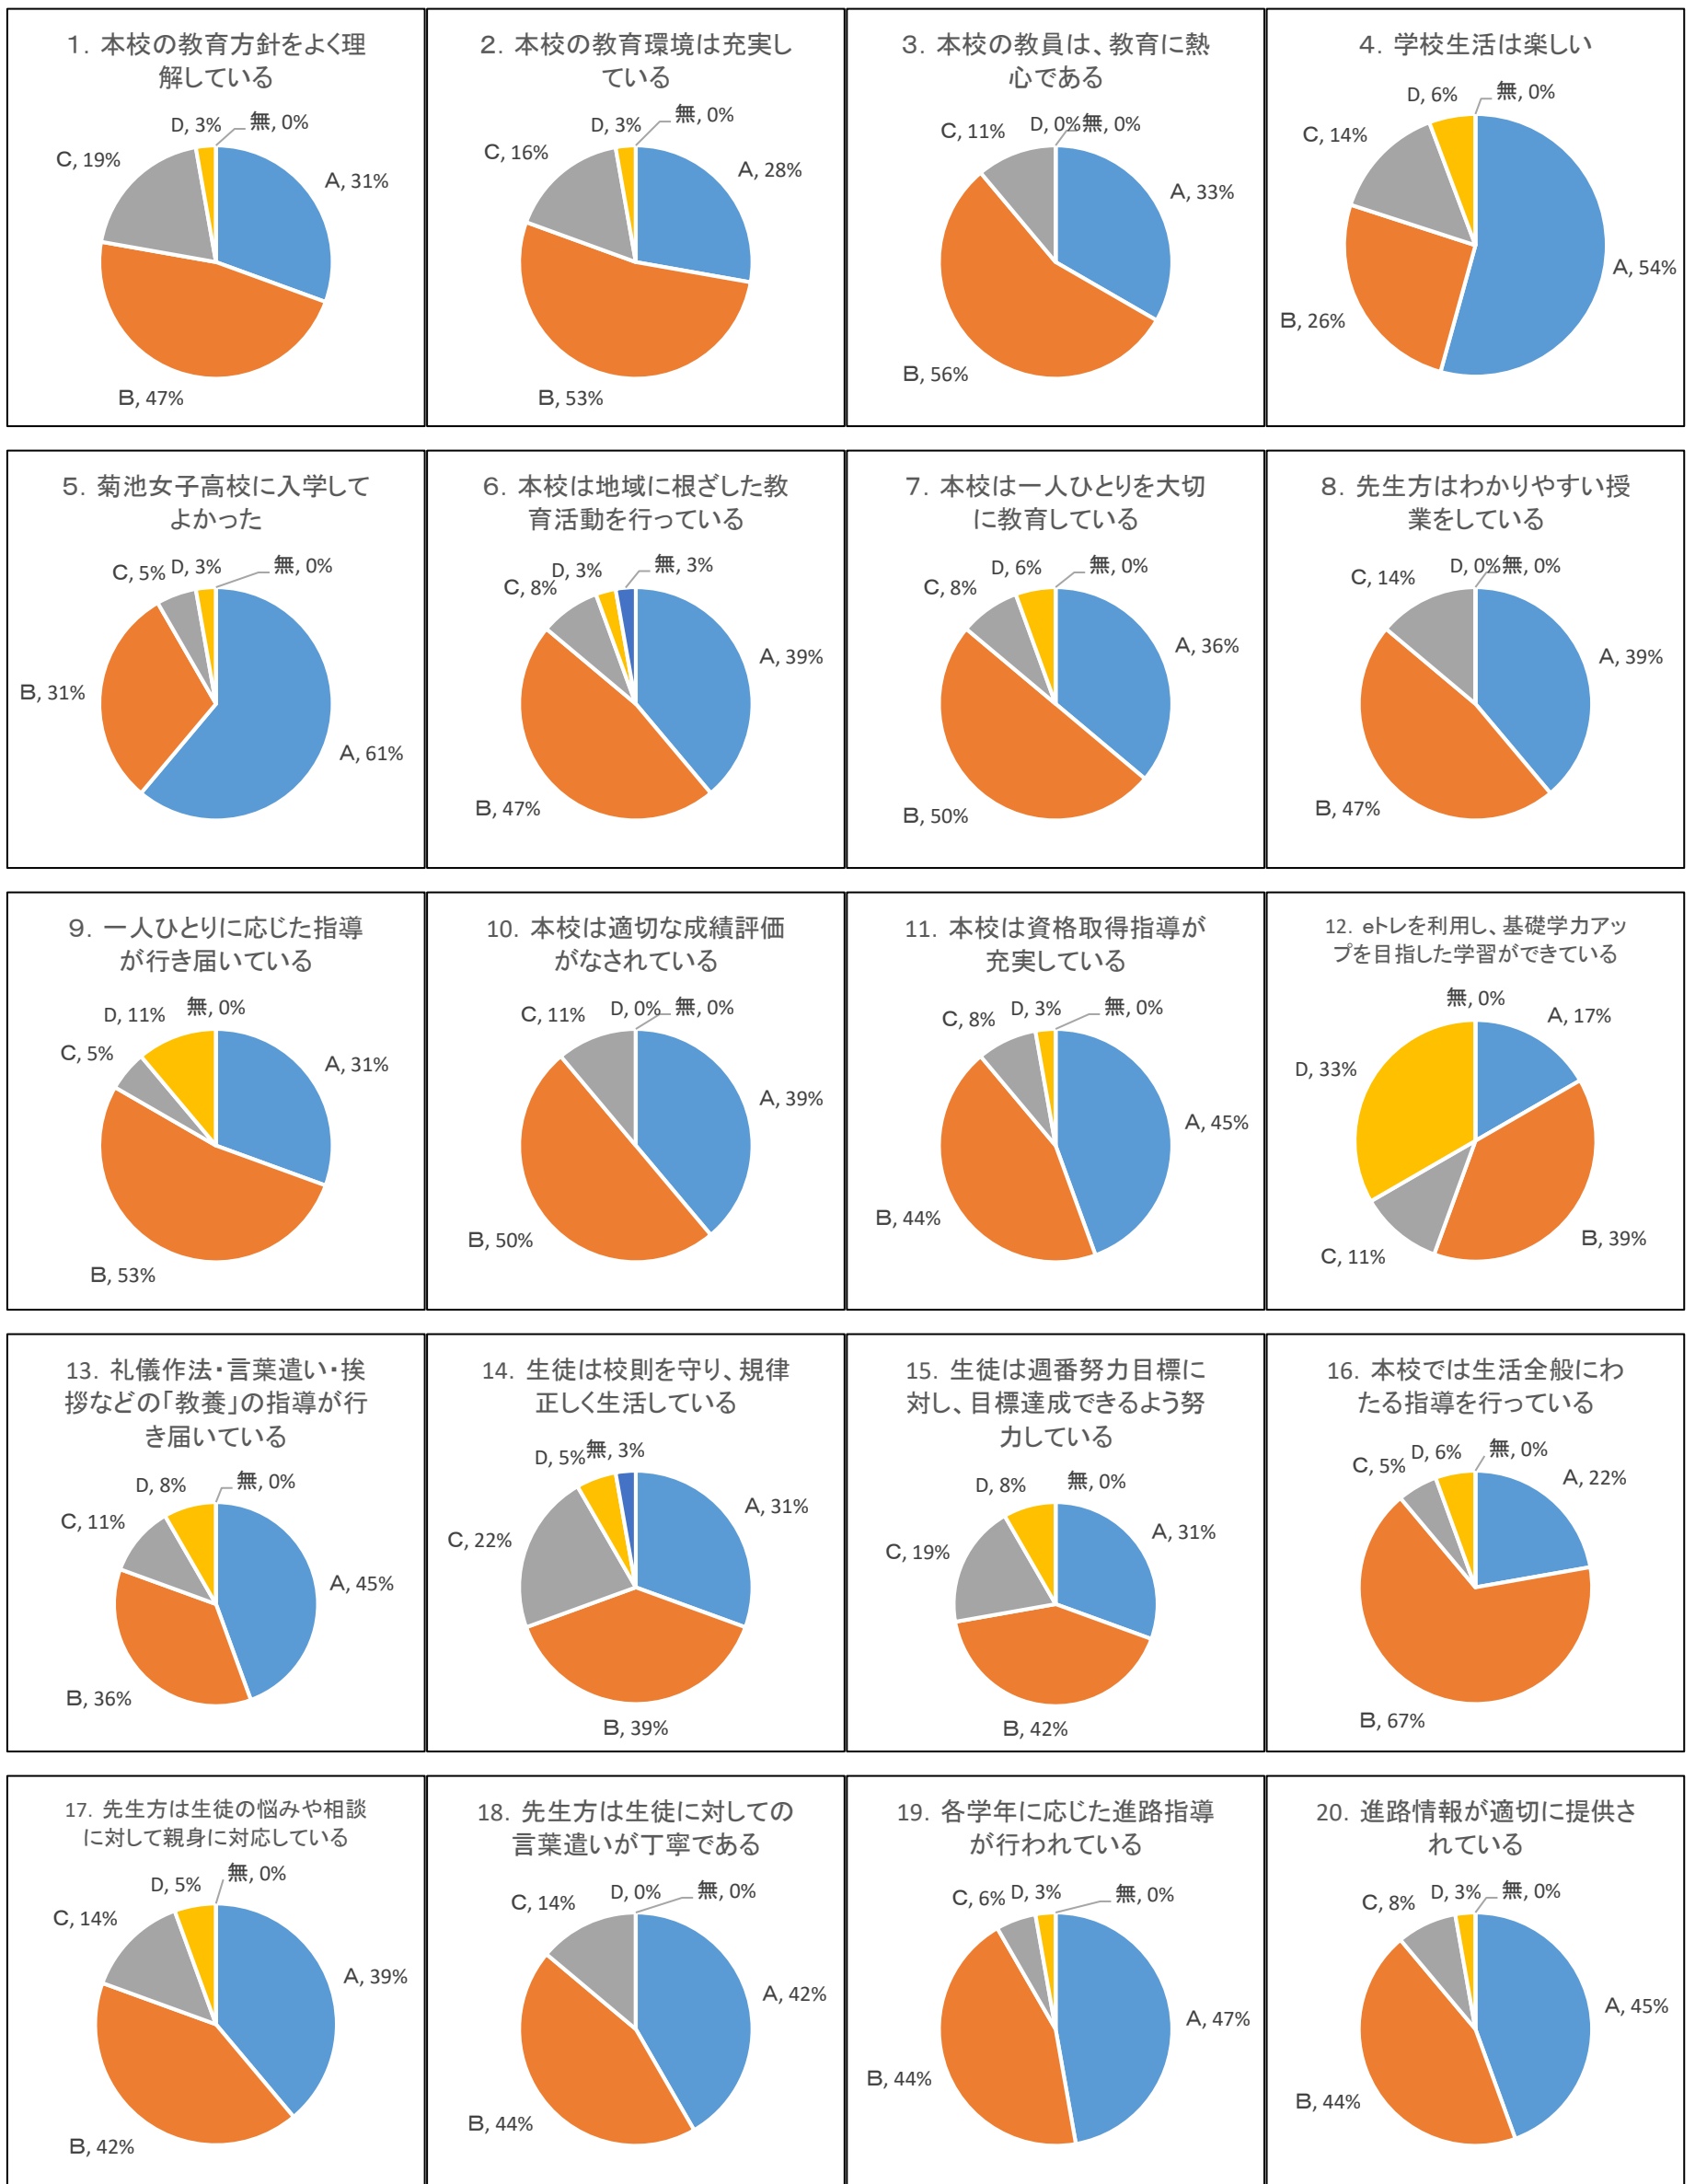 1. 本校の教育方針をよく理
解している
D, 3%
無, 0%
C, 19%
A, 31%
B, 47%
2. 本校の教育環境は充実し
ている
D, 3%
無, 0%
C, 16%
A, 28%
B, 53%
3. 本校の教員は、教育に熱
心である
C, 11%
D, 0%
無, 0%
A, 33%
B, 56%
4. 学校生活は楽しい
D, 6%
無, 0%
C, 14%
A, 54%
B, 26%
5. 菊池女子高校に入学して
よかった
C, 5%
D, 3%
無, 0%
B, 31%
A, 61%
6. 本校は地域に根ざした教
育活動を行っている
D, 3%
無, 3%
C, 8%
A, 39%
B, 47%
7. 本校は一人ひとりを大切
に教育している
D, 6%
無, 0%
C, 8%
A, 36%
B, 50%
8. 先生方はわかりやすい授
業をしている
C, 14%
D, 0%
無, 0%
A, 39%
B, 47%
9. 一人ひとりに応じた指導
が行き届いている
D, 11%
無, 0%
C, 5%
A, 31%
B, 53%
10. 本校は適切な成績評価
がなされている
C, 11%
D, 0%
無, 0%
A, 39%
B, 50%
11. 本校は資格取得指導が
充実している
C, 8%
D, 3%
無, 0%
A, 45%
B, 44%
12. eトレを利用し、基礎学力アッ
プを目指した学習ができている
無, 0%
A, 17%
D, 33%
B, 39%
C, 11%
13. 礼儀作法・言葉遣い・挨
拶などの「教養」の指導が行
き届いている
D, 8%
無, 0%
C, 11%
A, 45%
B, 36%
14. 生徒は校則を守り、規律
正しく生活している
D, 5%
無, 3%
A, 31%
C, 22%
B, 39%
15. 生徒は週番努力目標に
対し、目標達成できるよう努
力している
D, 8%
無, 0%
A, 31%
C, 19%
B, 42%
16. 本校では生活全般にわ
たる指導を行っている
C, 5%
D, 6%
無, 0%
A, 22%
B, 67%
17. 先生方は生徒の悩みや相談
に対して親身に対応している
D, 5%
無, 0%
C, 14%
A, 39%
B, 42%
18. 先生方は生徒に対しての
言葉遣いが丁寧である
C, 14%
D, 0%
無, 0%
A, 42%
B, 44%
19. 各学年に応じた進路指導
が行われている
C, 6%
D, 3%
無, 0%
A, 47%
B, 44%
20. 進路情報が適切に提供さ
れている
C, 8%
D, 3%
無, 0%
A, 45%
B, 44%